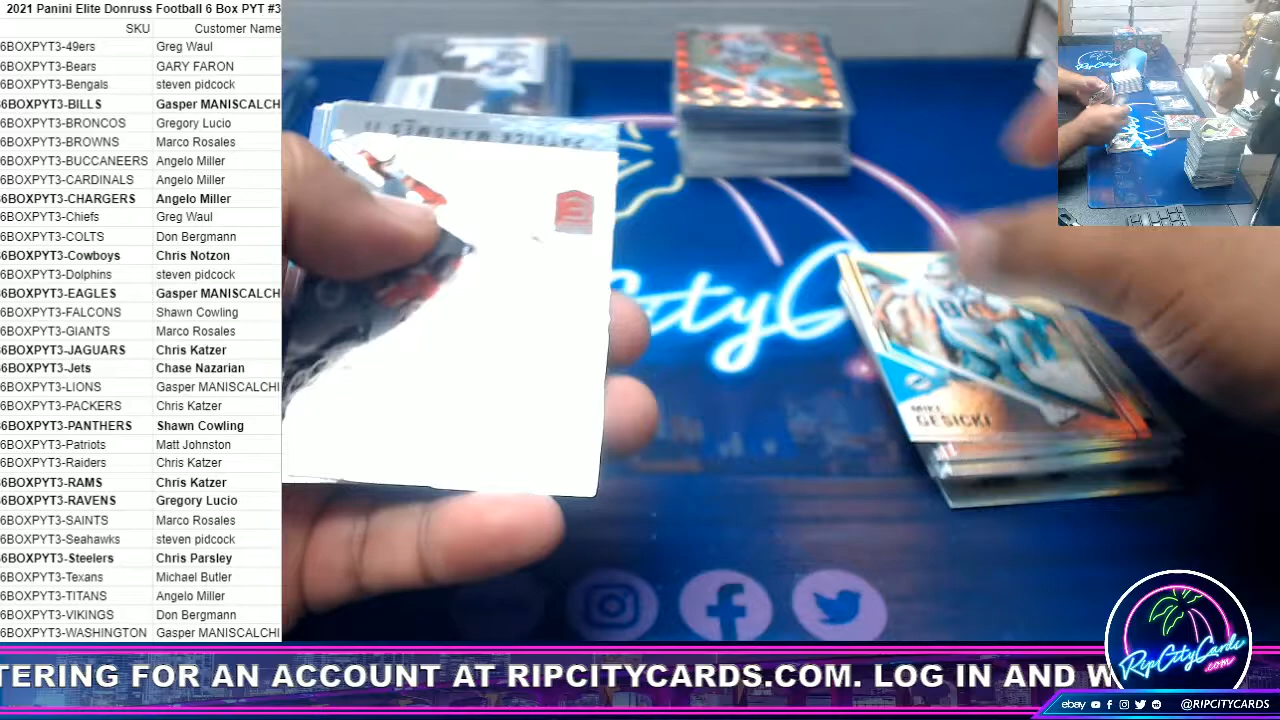 2021 Panini Elite Donruss Football 6 Box PYT #3
SKU Customer Name
6BOXPYT3-49ers Greg Waul
6BOXPYT3-Bears GARY FARON
6BOXPYT3-Bengals steven pidcock
6BOXPYT3-BILLS Gasper MANISCALCH
6BOXPYT3-BRONCOS Gregory Lucio
6BOXPYT3-BROWNS Marco Rosales
6BOXPYT3-BUCCANEERS Angelo Miller
6BOXPYT3-CARDINALS Angelo Miller
6BOXPYT3-CHARGERS Angelo Miller
6BOXPYT3-Chiefs Greg Waul
6BOXPYT3-COLTS Don Bergmann
6BOXPYT3-Cowboys Chris Notzon
6BOXPYT3-Dolphins steven pidcock
6BOXPYT3-EAGLES Gasper MANISCALCH
6BOXPYT3-FALCONS Shawn Cowling
6BOXPYT3-GIANTS Marco Rosales
6BOXPYT3-JAGUARS Chris Katzer
6BOXPYT3-Jets Chase Nazarian
6BOXPYT3-LIONS Gasper MANISCALCHI
6BOXPYT3-PACKERS Chris Katzer
6BOXPYT3-PANTHERS Shawn Cowling
6BOXPYT3-Patriots Matt Johnston
6BOXPYT3-Raiders Chris Katzer
6BOXPYT3-RAMS Chris Katzer
6BOXPYT3-RAVENS Gregory Lucio
6BOXPYT3-SAINTS Marco Rosales
6BOXPYT3-Seahawks steven pidcock
6BOXPYT3-Steelers Chris Parsley
6BOXPYT3-Texans Michael Butler
6BOXPYT3-TITANS Angelo Miller
6BOXPYT3-VIKINGS Don Bergmann
6BOXPYT3-WASHINGTON Gasper MANISCALCHI
PATRICK MAHOMES II
MIKE
GESICKI
RipCityCards
.com
TERING FOR AN ACCOUNT AT RIPCITYCARDS.COM. LOG IN AND W
ebay @RIPCITYCARDS